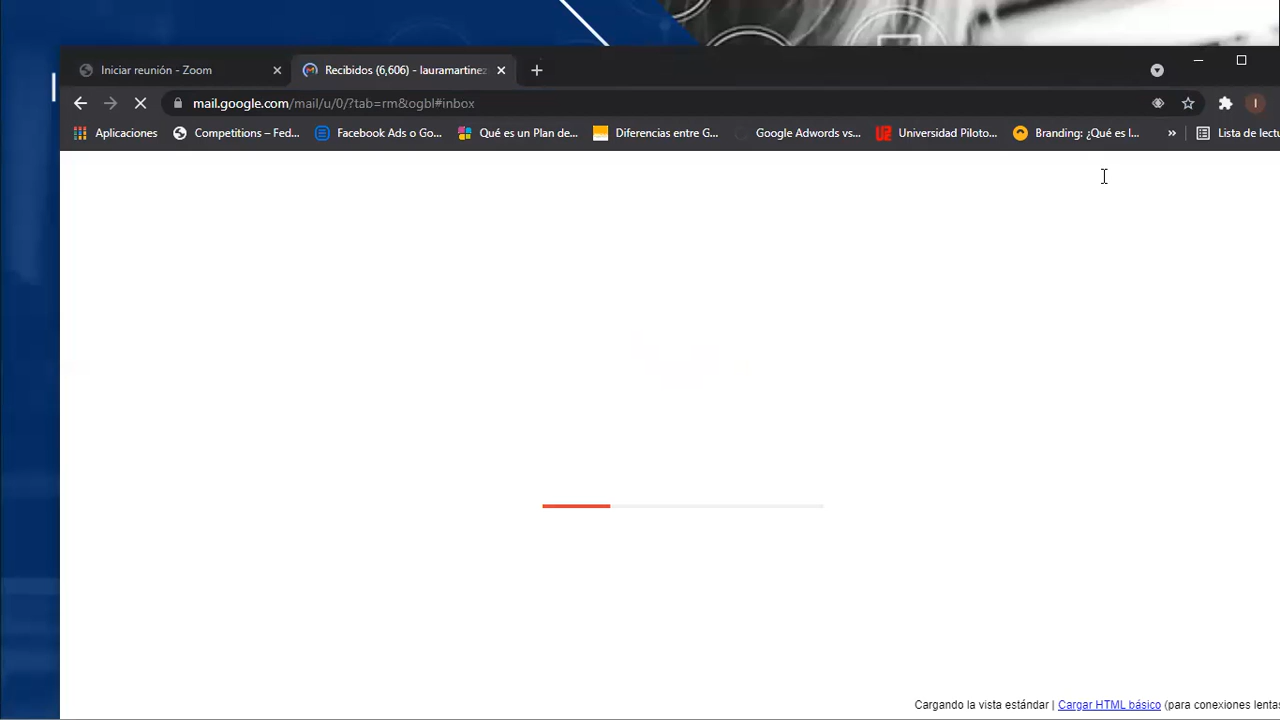 Iniciar reunión - Zoom
Recibidos (6,606) - lauramartinez
mail.google.com/mail/u/0/?tab=rm&ogbl#inbox
Aplicaciones
Competitions – Fed...
Facebook Ads o Go...
Qué es un Plan de...
Diferencias entre G...
Google Adwords vs...
Universidad Piloto...
Branding: ¿Qué es l...
»
Lista de lectu
Cargando la vista estándar | Cargar HTML básico (para conexiones lentas